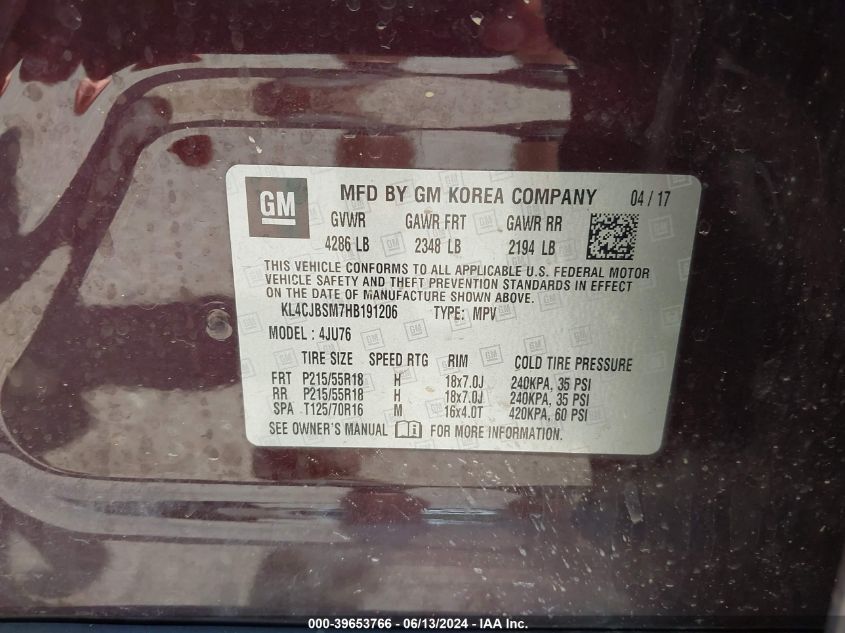 GM
MFD BY GM KOREA COMPANY 04 / 17
GVWR GAWR FRT GAWR RR
4286 LB 2348 LB 2194 LB
THIS VEHICLE CONFORMS TO ALL APPLICABLE U.S. FEDERAL MOTOR
VEHICLE SAFETY AND THEFT PREVENTION STANDARDS IN EFFECT
ON THE DATE OF MANUFACTURE SHOWN ABOVE.
KL4CJBSM7HB191206 TYPE: MPV
MODEL : 4JU76
TIRE SIZE SPEED RTG RIM COLD TIRE PRESSURE
FRT P215/55R18 H 18x7.0J 240KPA, 35 PSI
RR P215/55R18 H 18x7.0J 240KPA, 35 PSI
SPA T125/70R16 M 16x4.0T 420KPA, 60 PSI
SEE OWNER'S MANUAL FOR MORE INFORMATION.
000-39653766 - 06/13/2024 - IAA Inc.